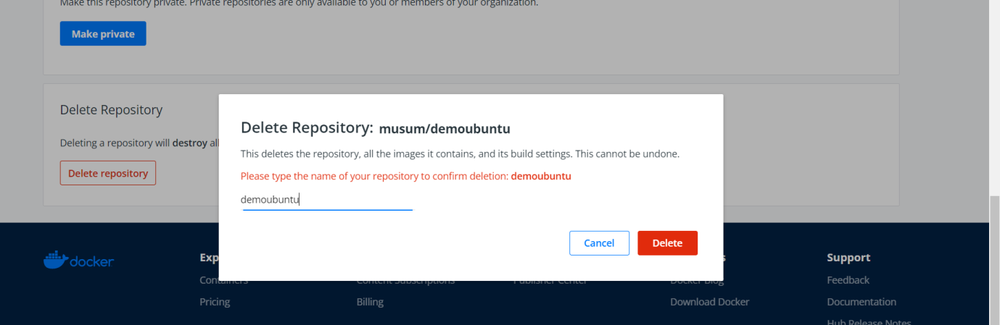 Make this repository private. Private repositories are only available to you or members of your organization.
Make private
Delete Repository
Deleting a repository will destroy all
Delete repository
Delete Repository: musum/demoubuntu
This deletes the repository, all the images it contains, and its build settings. This cannot be undone.
Please type the name of your repository to confirm deletion: demoubuntu
demoubuntu
Cancel
Delete
docker
Exp
s
Support
Containers
Content Subscriptions
Publisher Center
Docker Blog
Feedback
Pricing
Billing
Download Docker
Documentation
Hub Release Notes